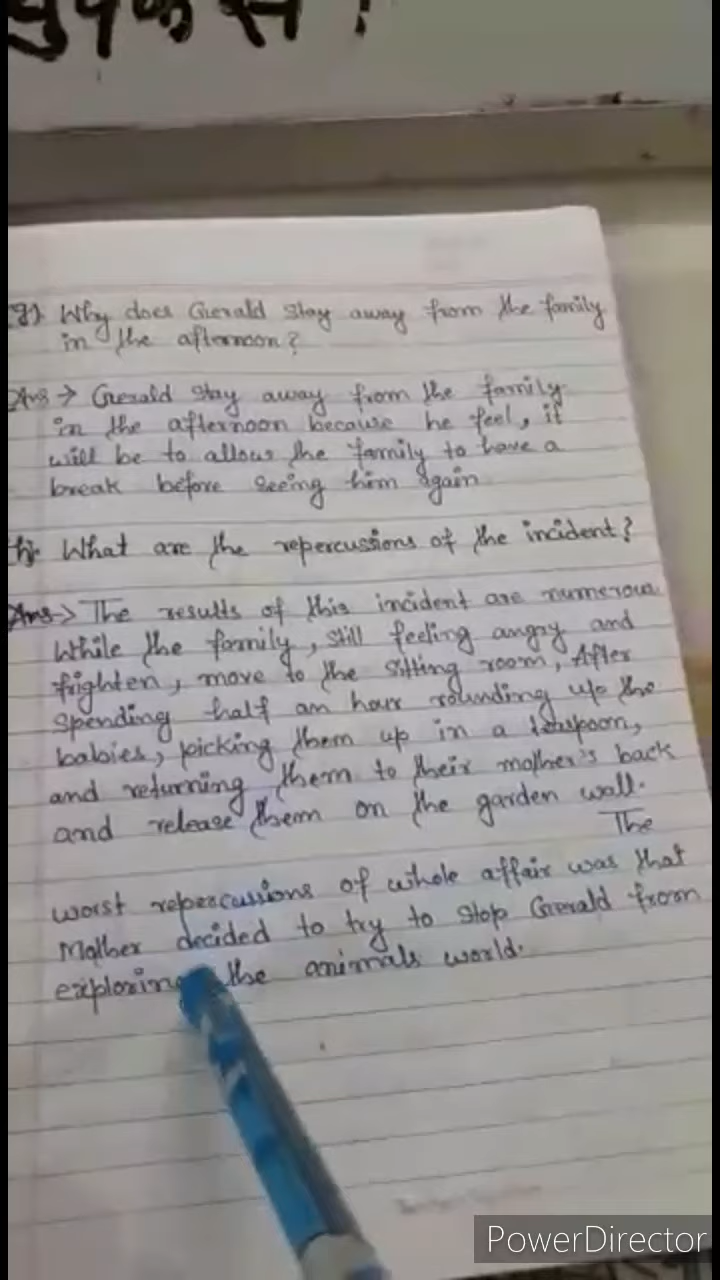 g). Why does Gerald stay away from the family
in the afternoon?
Ans → Gerald stay away from the family
in the afternoon because he feel, it
will be to allow the family to have a
break before seeing him again
h). What are the repercussions of the incident?
Ans → The results of this incident are numerous
While the family, still feeling angry and
frighten, move to the sitting room, After
spending half an hour rounding up the
babies, picking them up in a teaspoon,
and returning them to their mother's back
and release them on the garden wall.
The
worst repercussions of whole affair was that
Mother decided to try to stop Gerald from
exploring the animals world.
PowerDirector